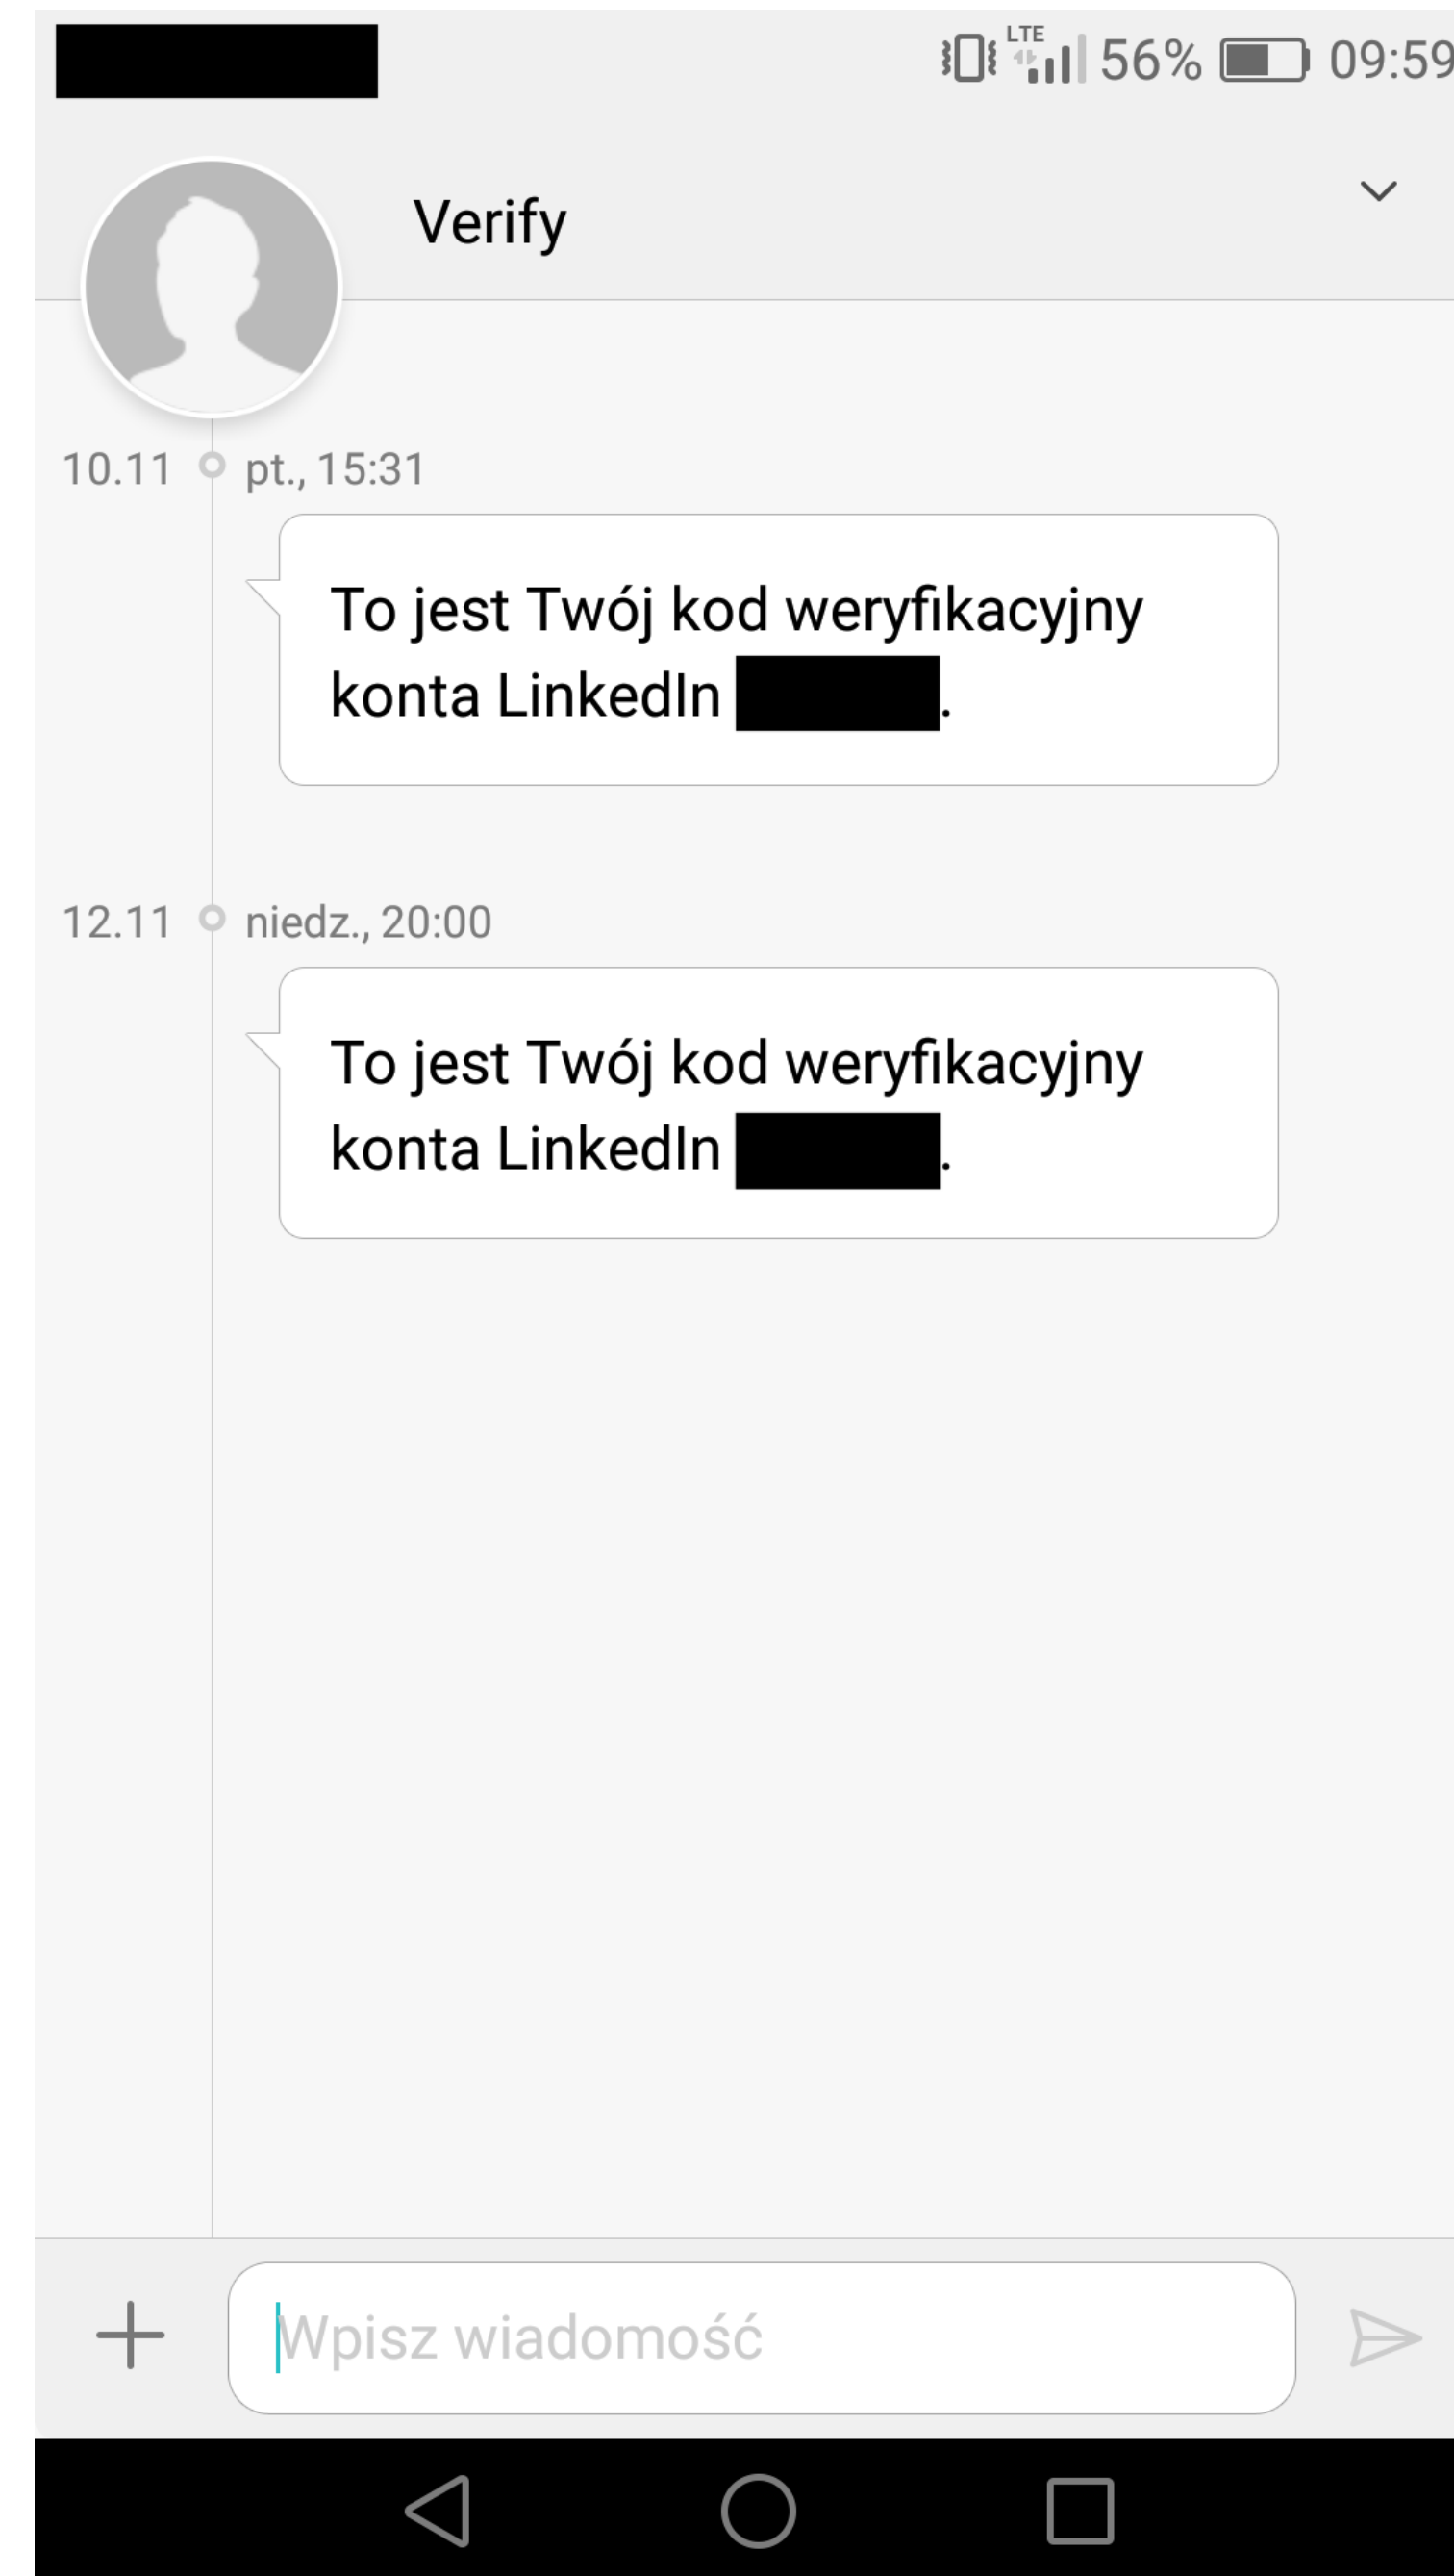 LTE 56% 09:59
Verify
10.11 pt., 15:31
To jest Twój kod weryfikacyjny
konta LinkedIn .
12.11 niedz., 20:00
To jest Twój kod weryfikacyjny
konta LinkedIn .
Wpisz wiadomość